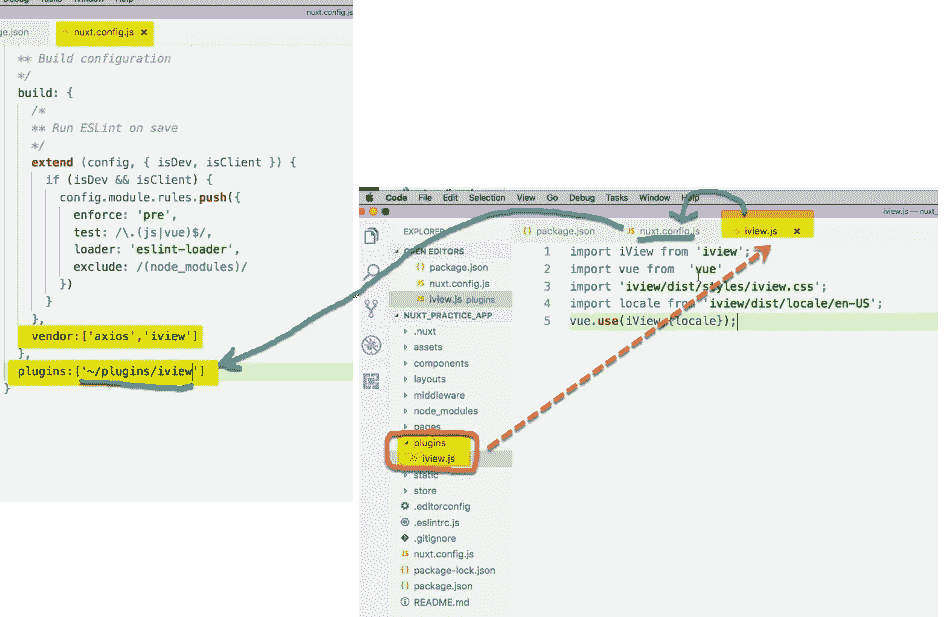 Debug Tasks Window Help
nuxt.config.js
ge.json
nuxt.config.js ×
** Build configuration
*/
build: {
/*
** Run ESLint on save
*/
extend (config, { isDev, isClient }) {
if (isDev && isClient) {
config.module.rules.push({
enforce: 'pre',
test: /\.(js|vue)$/,
loader: 'eslint-loader',
exclude: /(node_modules)/
})
}
},
vendor:['axios','iview']
},
plugins:['~/plugins/iview']
}
Code File Edit Selection View Go Debug Tasks Window Help
iview.js — nuxt_
EXPLORER
{} package.json
JS nuxt.config.js
iview.js ×
OPEN EDITORS
{} package.json
JS nuxt.config.js
JS iview.js plugins
NUXT_PRACTICE_APP
.nuxt
assets
components
layouts
middleware
node_modules
pages
plugins
JS iview.js
static
store
.editorconfig
.eslintrc.js
.gitignore
JS nuxt.config.js
{} package-lock.json
{} package.json
README.md
1 import iView from 'iview';
2 import vue from 'vue'
3 import 'iview/dist/styles/iview.css';
4 import locale from 'iview/dist/locale/en-US';
5 vue.use(iView,{locale});